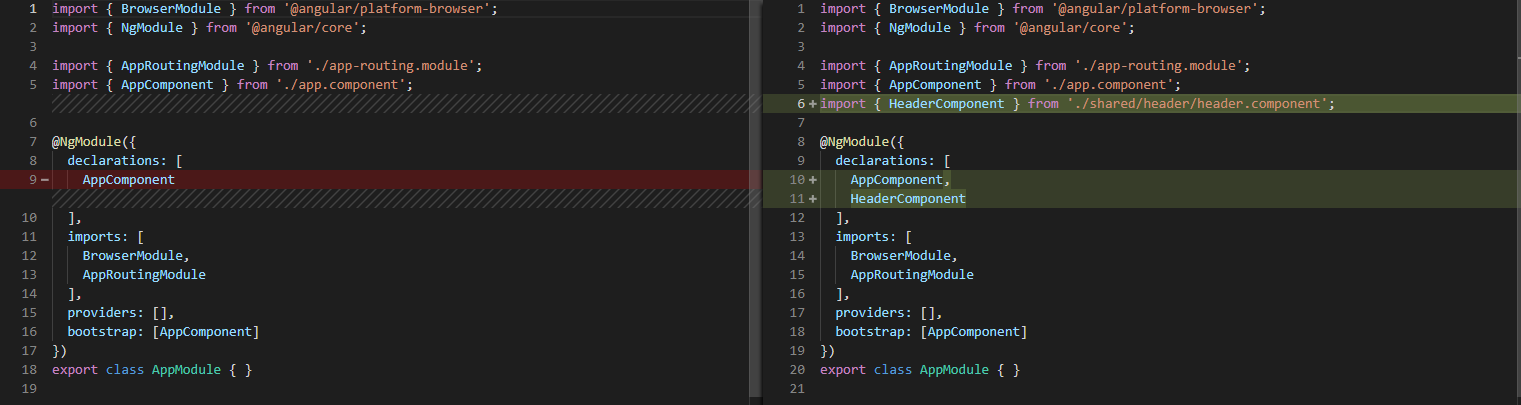 1 import { BrowserModule } from '@angular/platform-browser';
2 import { NgModule } from '@angular/core';
3
4 import { AppRoutingModule } from './app-routing.module';
5 import { AppComponent } from './app.component';
6
7 @NgModule({
8   declarations: [
9 −     AppComponent
10   ],
11   imports: [
12     BrowserModule,
13     AppRoutingModule
14   ],
15   providers: [],
16   bootstrap: [AppComponent]
17 })
18 export class AppModule { }
19
1 import { BrowserModule } from '@angular/platform-browser';
2 import { NgModule } from '@angular/core';
3
4 import { AppRoutingModule } from './app-routing.module';
5 import { AppComponent } from './app.component';
6 + import { HeaderComponent } from './shared/header/header.component';
7
8 @NgModule({
9   declarations: [
10 +     AppComponent,
11 +     HeaderComponent
12   ],
13   imports: [
14     BrowserModule,
15     AppRoutingModule
16   ],
17   providers: [],
18   bootstrap: [AppComponent]
19 })
20 export class AppModule { }
21